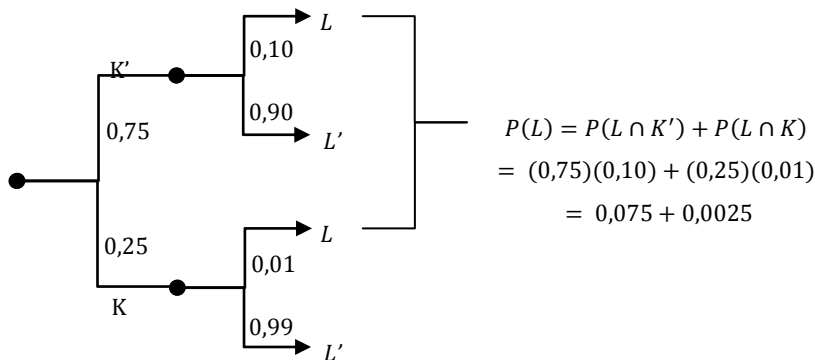 L
0,10
K'
0,90
L'
0,75
P(L) = P(L ∩ K′) + P(L ∩ K)
= (0,75)(0,10) + (0,25)(0,01)
= 0,075 + 0,0025
L
0,25
0,01
K
0,99
L'